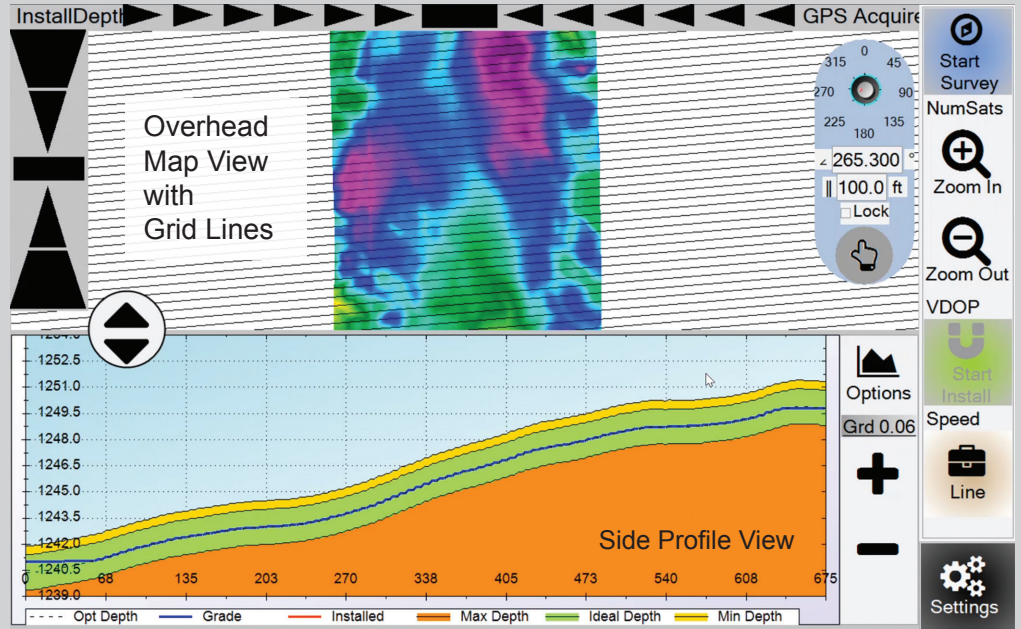 InstallDepth
GPS Acquire
Overhead
Map View
with
Grid Lines
0
315
45
270
90
225
135
180
∠ 265.300 °
|| 100.0 ft
Lock
Start
Survey
NumSats
Zoom In
Zoom Out
VDOP
Start
Install
Speed
Line
Settings
Options
Grd 0.06
1252.5
1251.0
1249.5
1248.0
1246.5
1245.0
1243.5
1242.0
1240.5
1239.0
0 68 135 203 270 338 405 473 540 608 675
Side Profile View
Opt Depth Grade Installed Max Depth Ideal Depth Min Depth